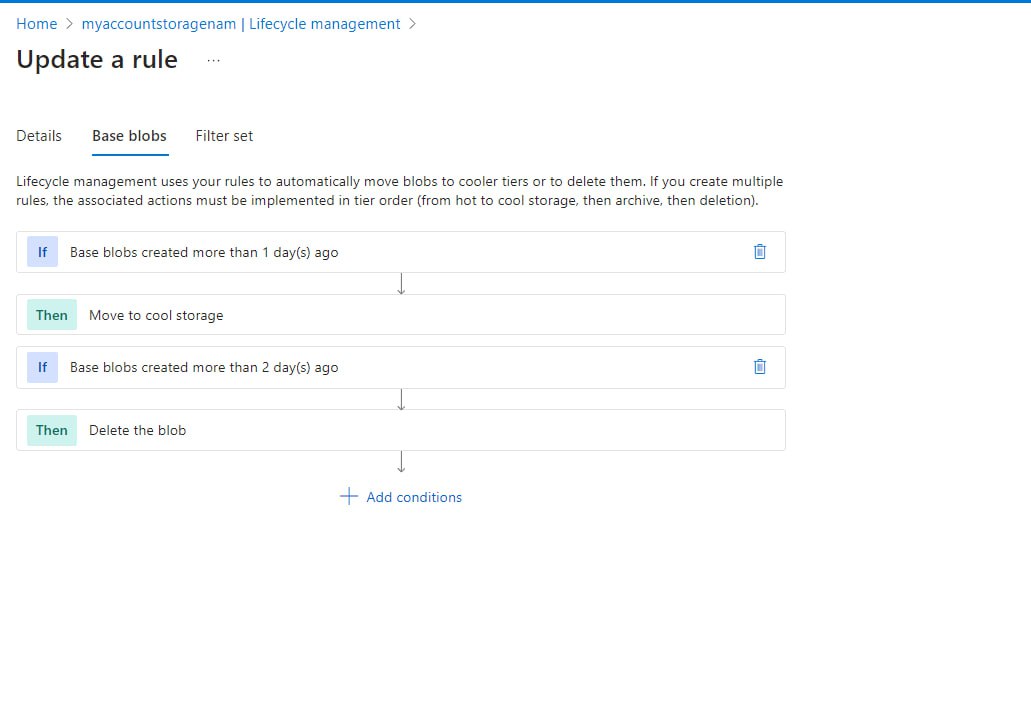 Home > myaccountstoragenam | Lifecycle management >
Update a rule ...
Details Base blobs Filter set
Lifecycle management uses your rules to automatically move blobs to cooler tiers or to delete them. If you create multiple
rules, the associated actions must be implemented in tier order (from hot to cool storage, then archive, then deletion).
If Base blobs created more than 1 day(s) ago
Then Move to cool storage
If Base blobs created more than 2 day(s) ago
Then Delete the blob
+ Add conditions